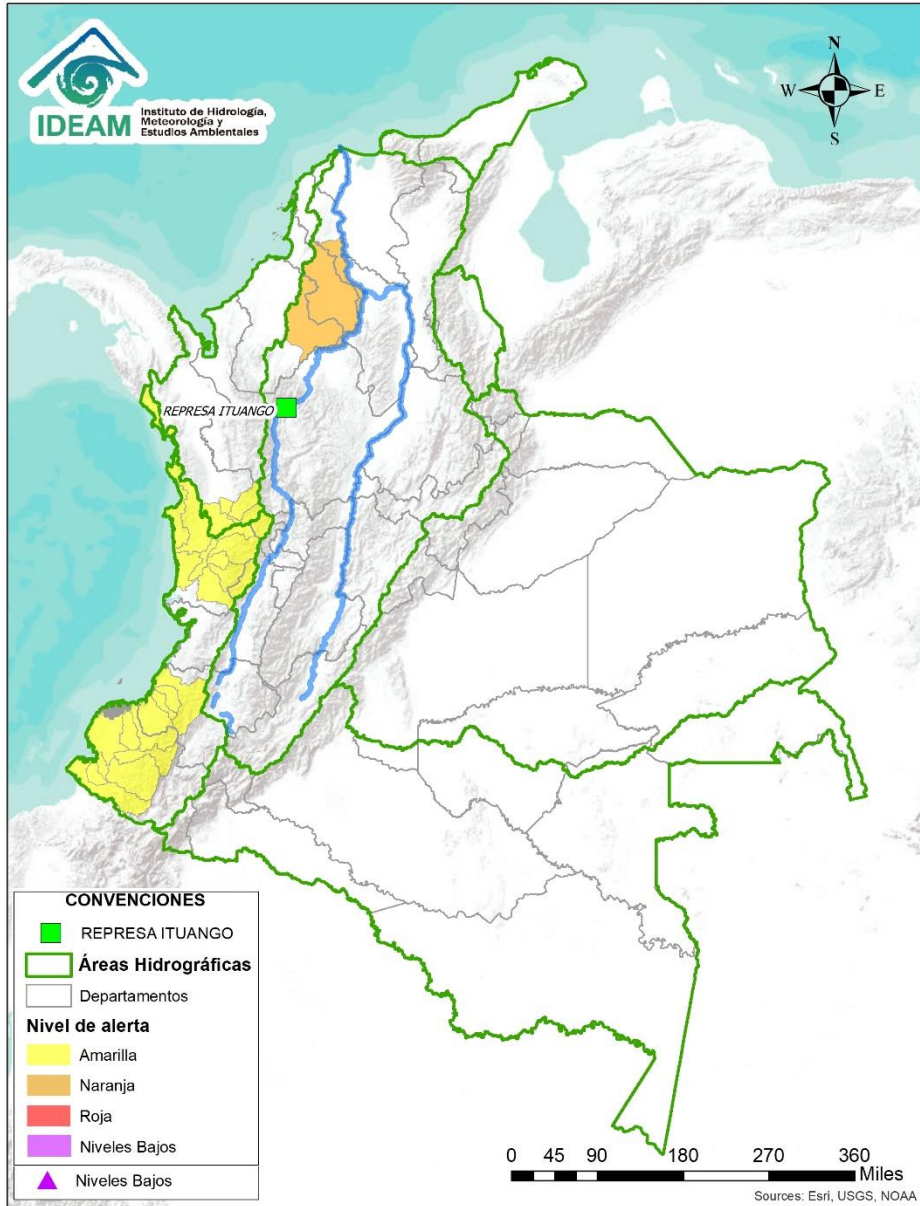 IDEAM
Instituto de Hidrología,
Meteorología y
Estudios Ambientales
N
W
E
S
REPRESA ITUANGO
CONVENCIONES
REPRESA ITUANGO
Áreas Hidrográficas
Departamentos
Nivel de alerta
Amarilla
Naranja
Roja
Niveles Bajos
Niveles Bajos
0 45 90 180 270 360
Miles
Sources: Esri, USGS, NOAA